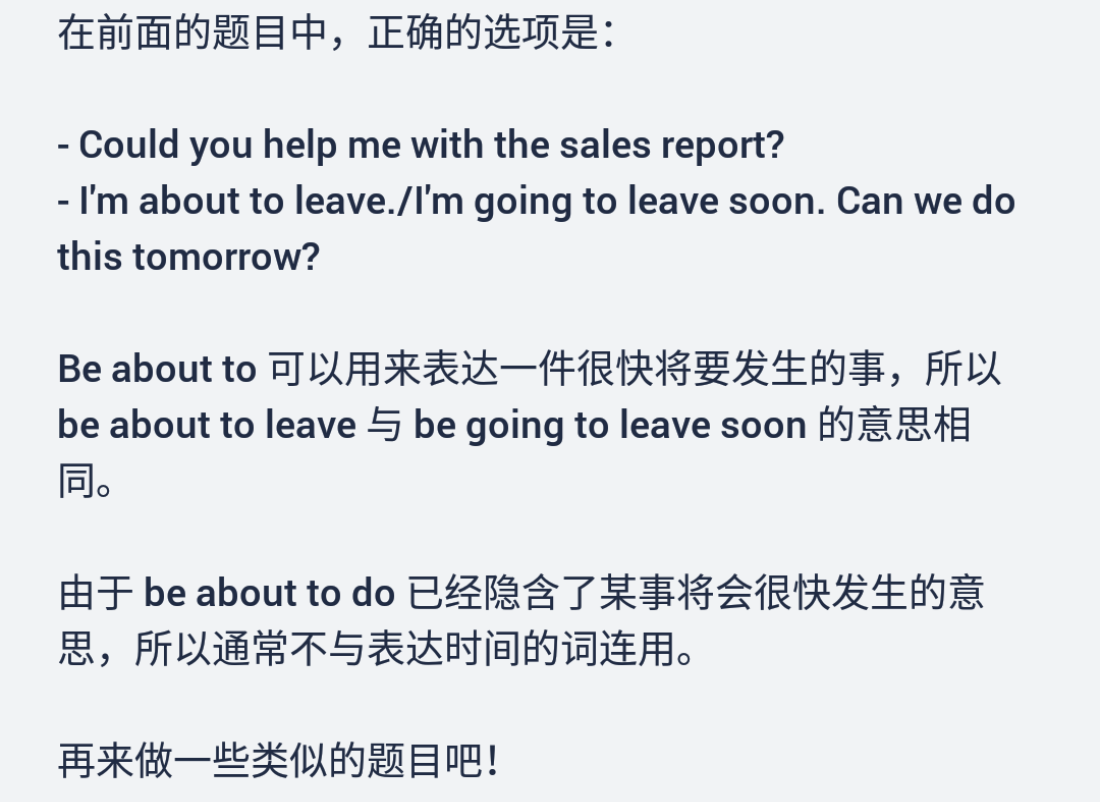 在前面的题目中，正确的选项是：
- Could you help me with the sales report?
- I'm about to leave./I'm going to leave soon. Can we do
this tomorrow?
Be about to 可以用来表达一件很快将要发生的事，所以
be about to leave 与 be going to leave soon 的意思相
同。
由于 be about to do 已经隐含了某事将会很快发生的意
思，所以通常不与表达时间的词连用。
再来做一些类似的题目吧！